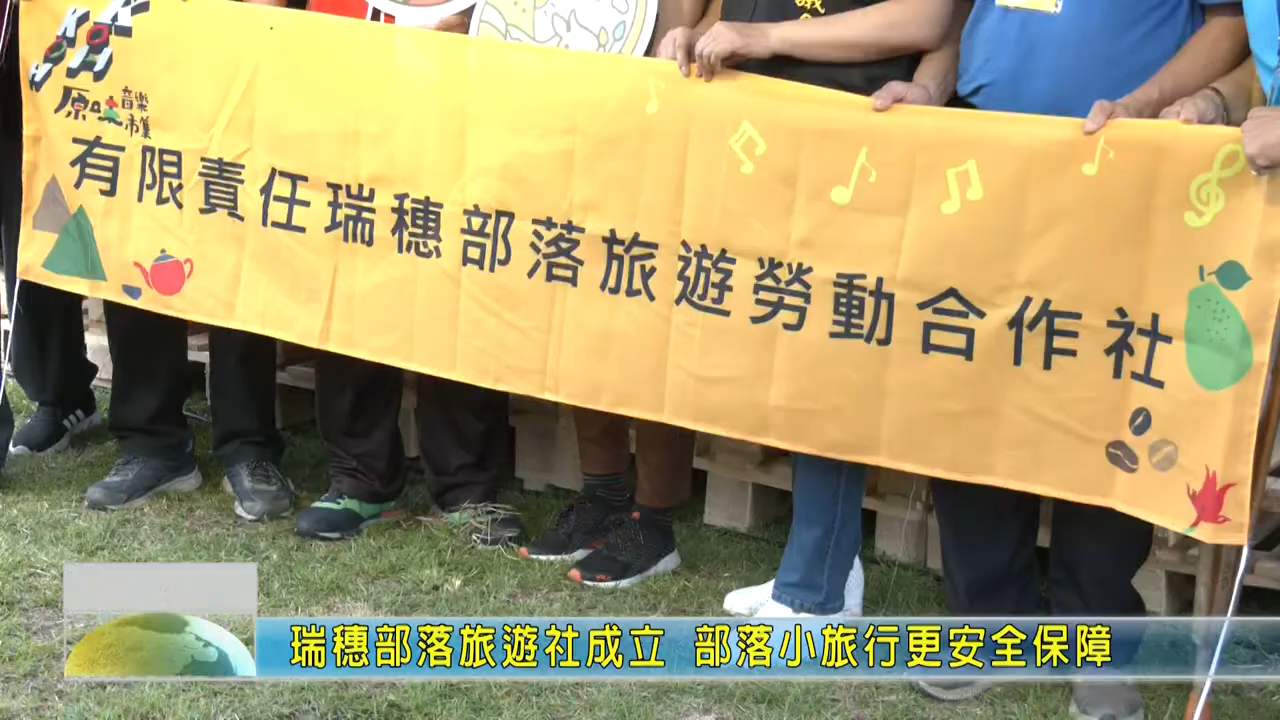 原味音樂市集
有限責任瑞穗部落旅遊勞動合作社
瑞穗部落旅遊社成立 部落小旅行更安全保障